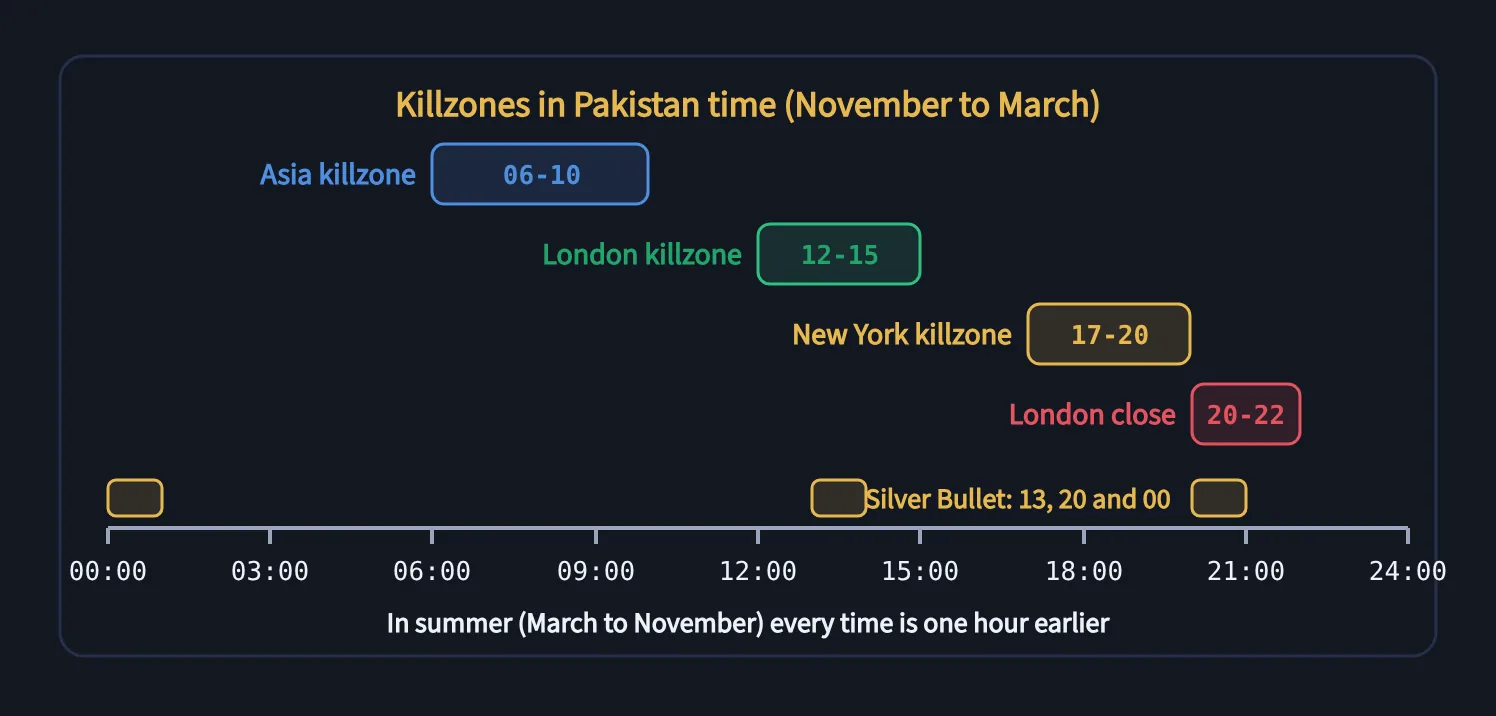 Killzones in Pakistan time (November to March)
Asia killzone 06-10
London killzone 12-15
New York killzone 17-20
London close 20-22
Silver Bullet: 13, 20 and 00
00:00 03:00 06:00 09:00 12:00 15:00 18:00 21:00 24:00
In summer (March to November) every time is one hour earlier